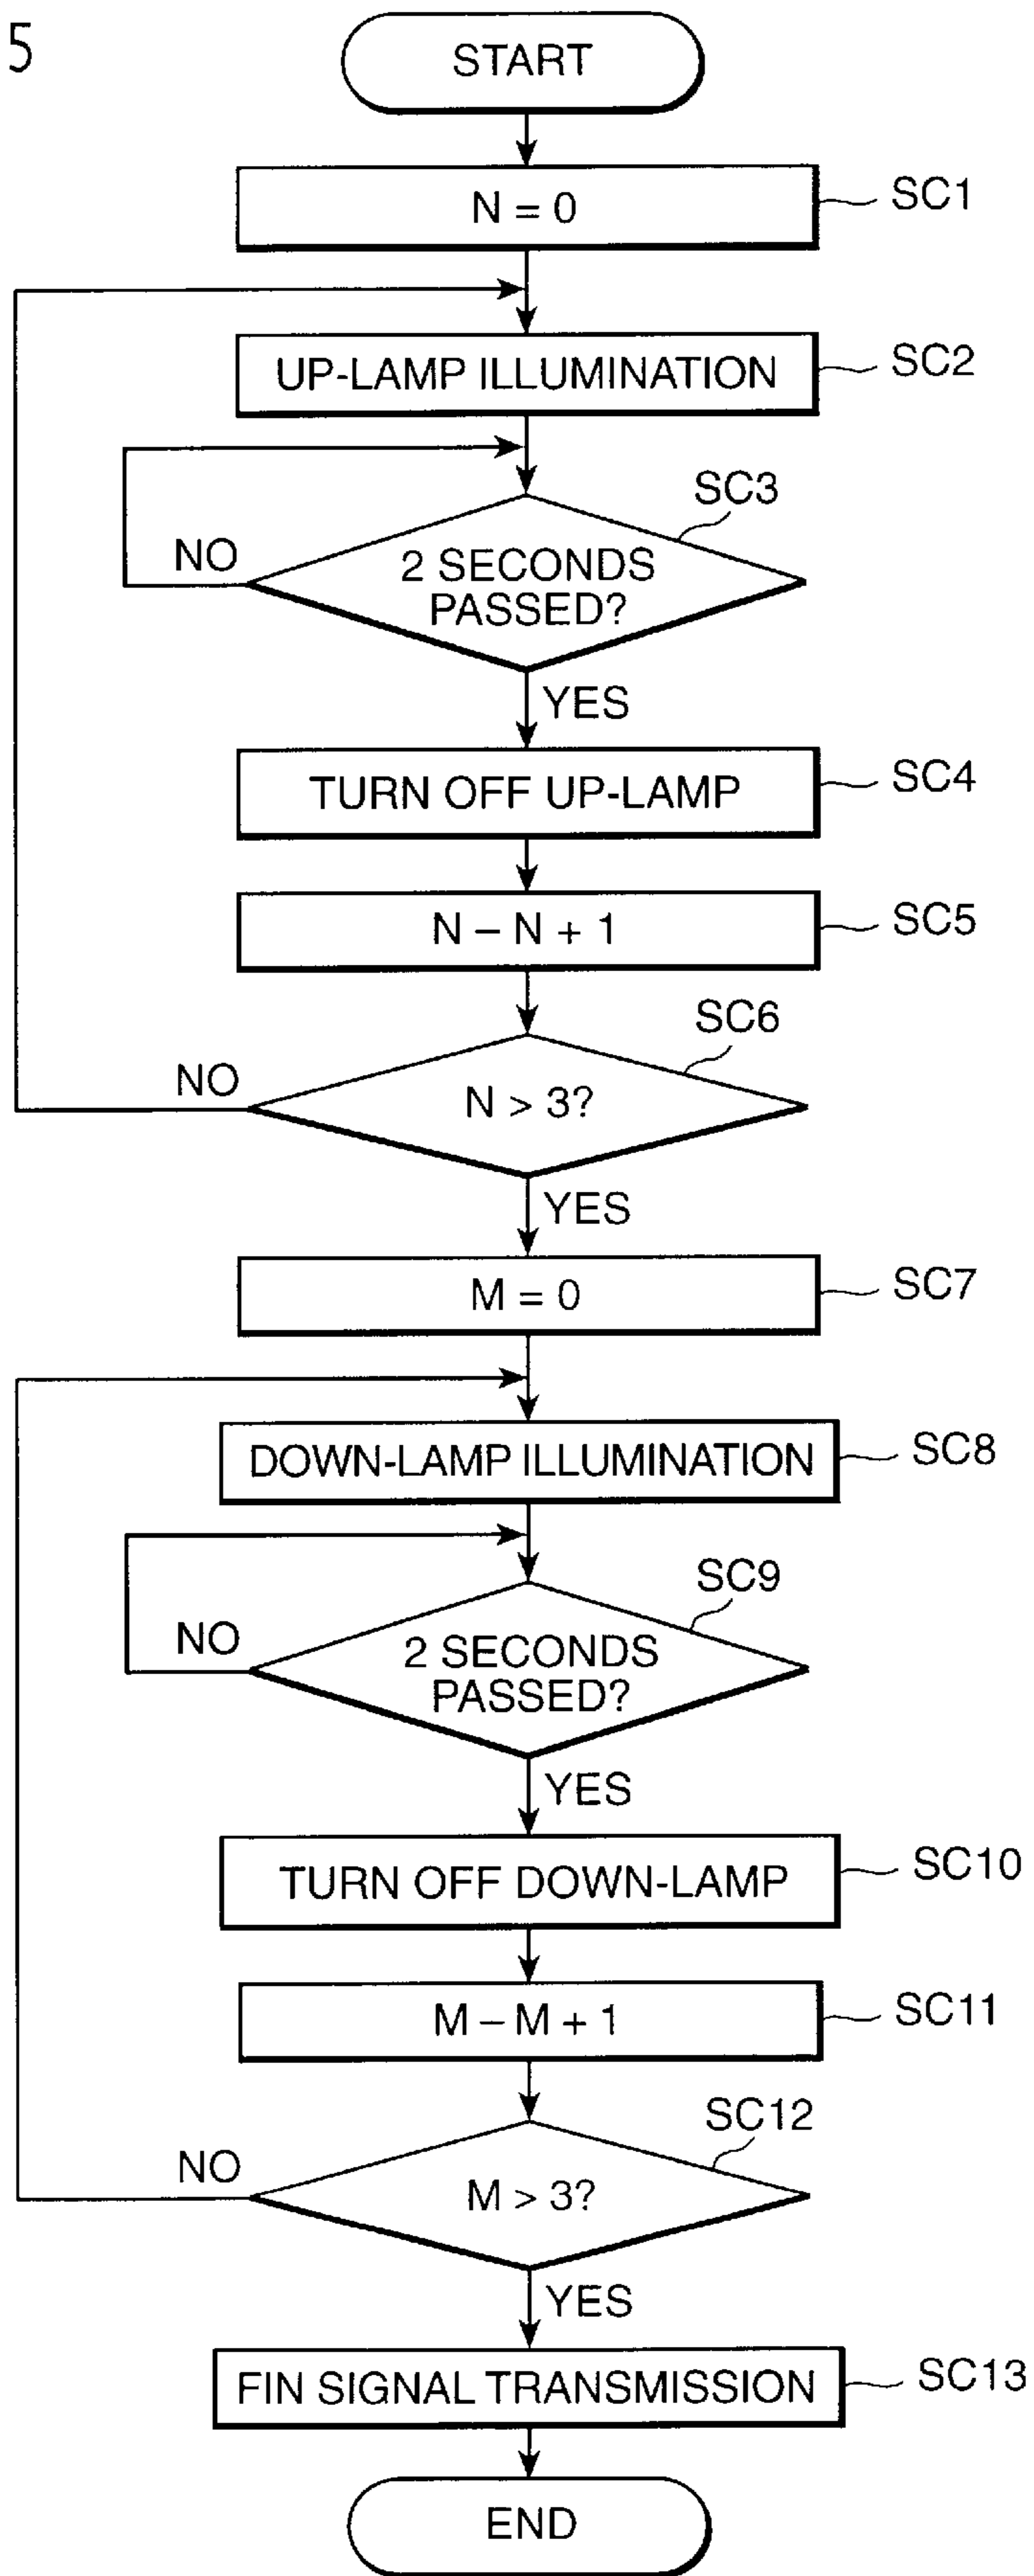 5
START
N = 0
SC1
UP-LAMP ILLUMINATION
SC2
SC3
NO
2 SECONDS
PASSED?
YES
TURN OFF UP-LAMP
SC4
N – N + 1
SC5
SC6
NO
N > 3?
YES
M = 0
SC7
DOWN-LAMP ILLUMINATION
SC8
SC9
NO
2 SECONDS
PASSED?
YES
TURN OFF DOWN-LAMP
SC10
M – M + 1
SC11
SC12
NO
M > 3?
YES
FIN SIGNAL TRANSMISSION
SC13
END